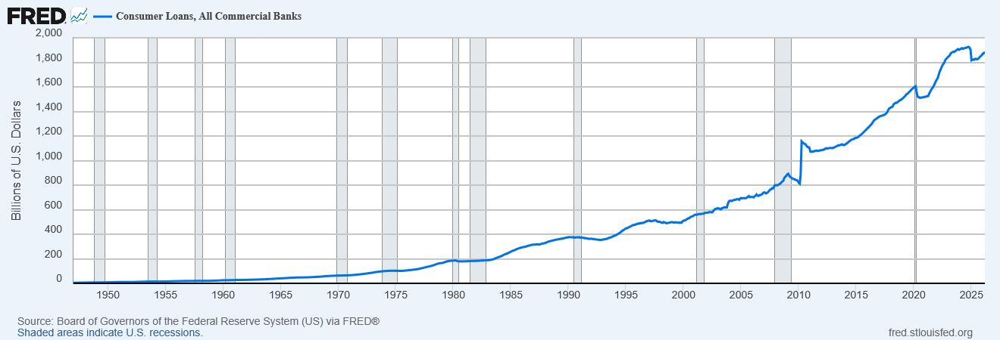 FRED Consumer Loans, All Commercial Banks
2,000
1,800
1,600
1,400
1,200
1,000
800
600
400
200
0
Billions of U.S. Dollars
1950 1955 1960 1965 1970 1975 1980 1985 1990 1995 2000 2005 2010 2015 2020 2025
Source: Board of Governors of the Federal Reserve System (US) via FRED®
Shaded areas indicate U.S. recessions.
fred.stlouisfed.org